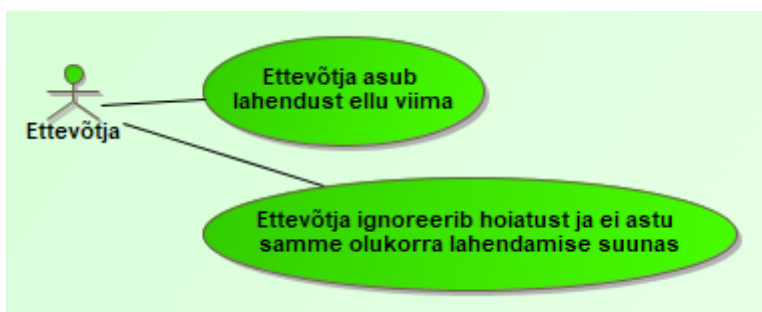 Ettevõtja asub
lahendust ellu viima
Ettevõtja
Ettevõtja ignoreerib hoiatust ja ei astu
samme olukorra lahendamise suunas